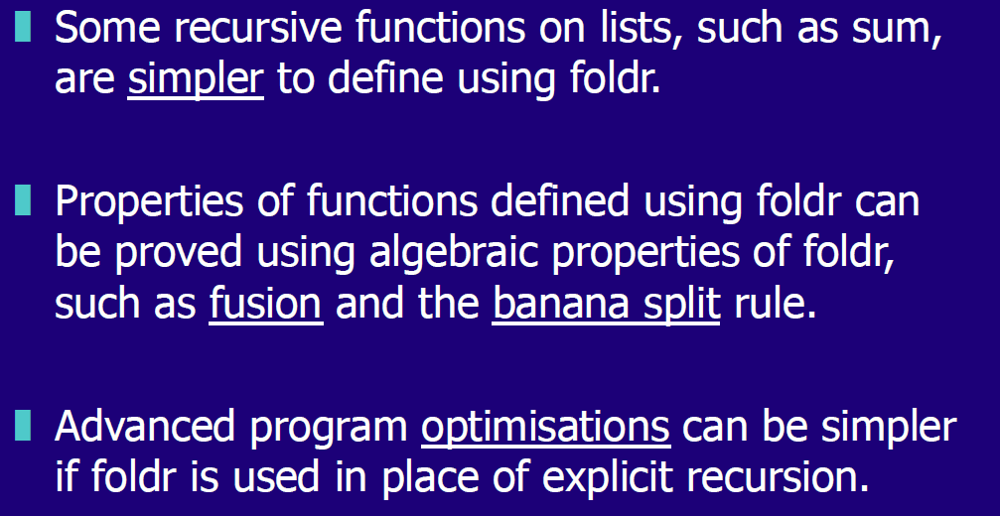 Some recursive functions on lists, such as sum,
are simpler to define using foldr.
Properties of functions defined using foldr can
be proved using algebraic properties of foldr,
such as fusion and the banana split rule.
Advanced program optimisations can be simpler
if foldr is used in place of explicit recursion.